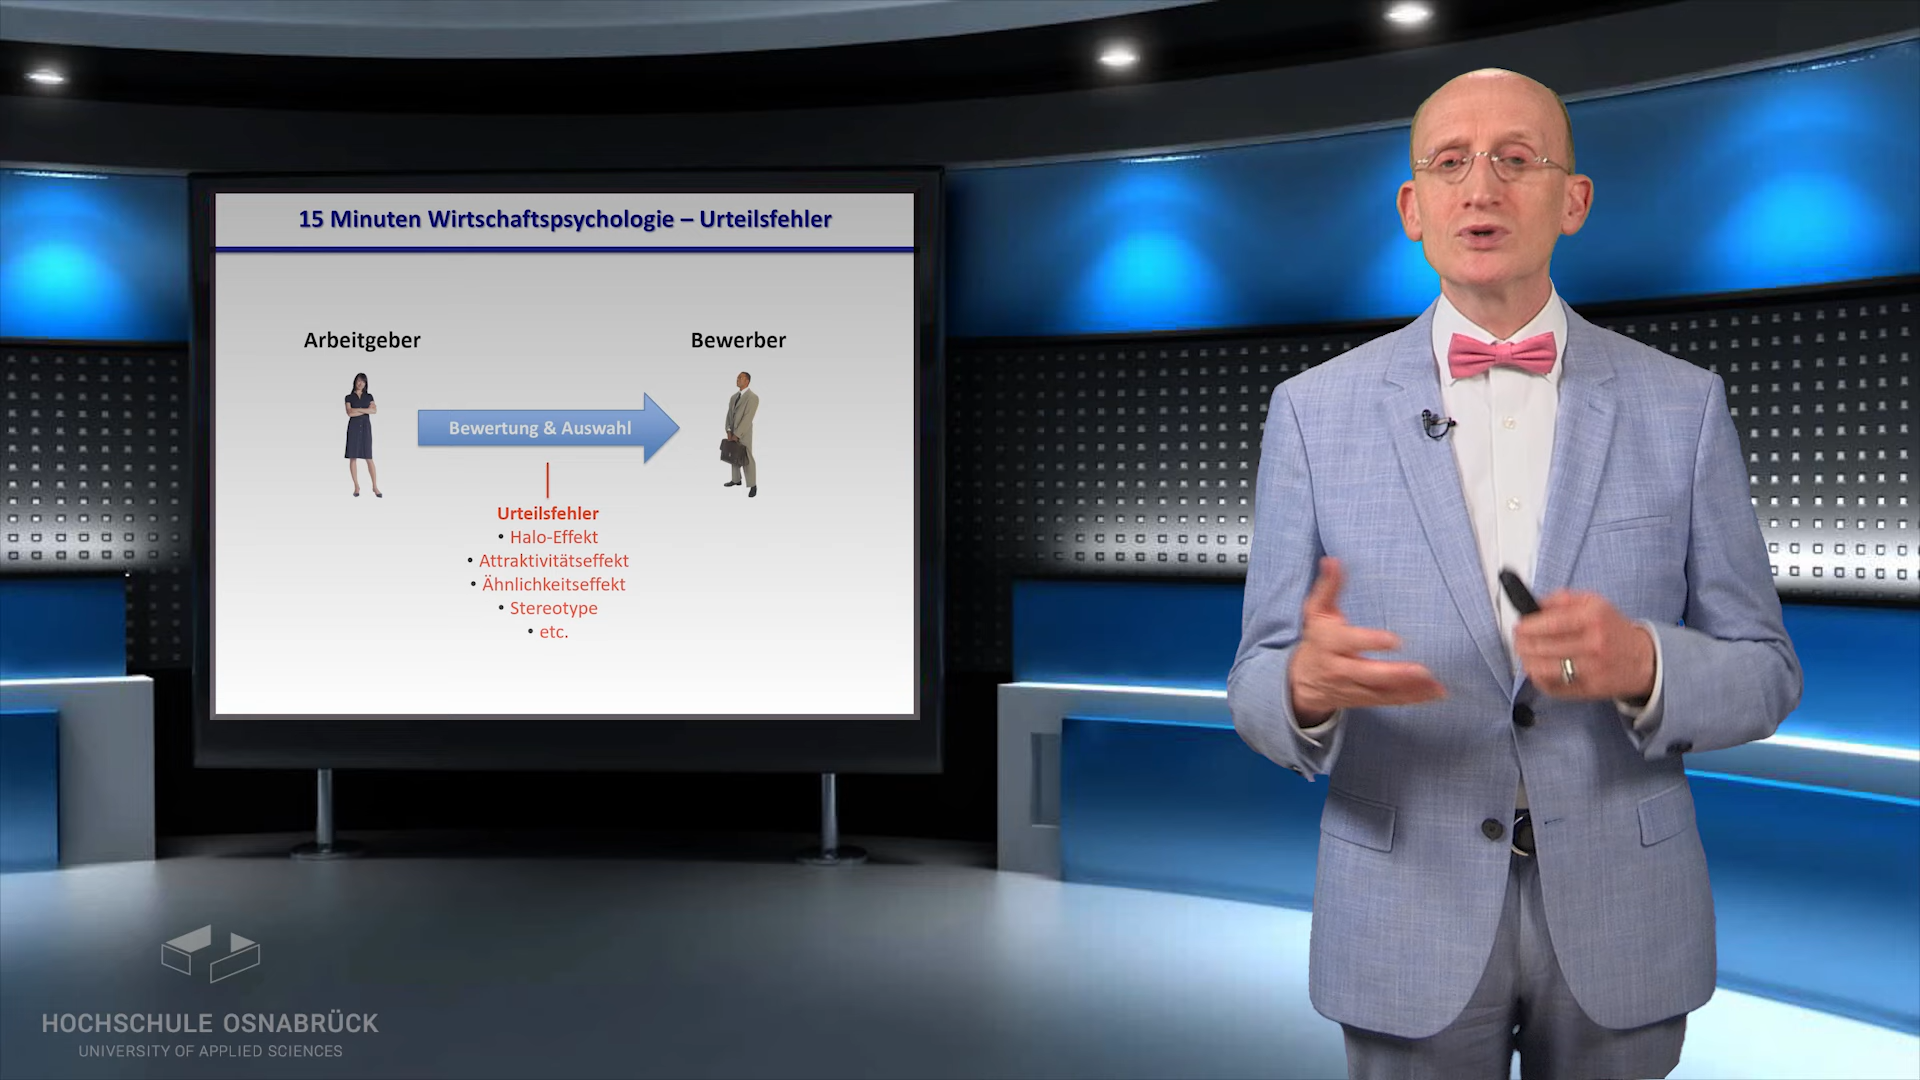 15 Minuten Wirtschaftspsychologie – Urteilsfehler
Arbeitgeber
Bewerber
Bewertung & Auswahl
Urteilsfehler
• Halo-Effekt
• Attraktivitätseffekt
• Ähnlichkeitseffekt
• Stereotype
• etc.
HOCHSCHULE OSNABRÜCK
UNIVERSITY OF APPLIED SCIENCES